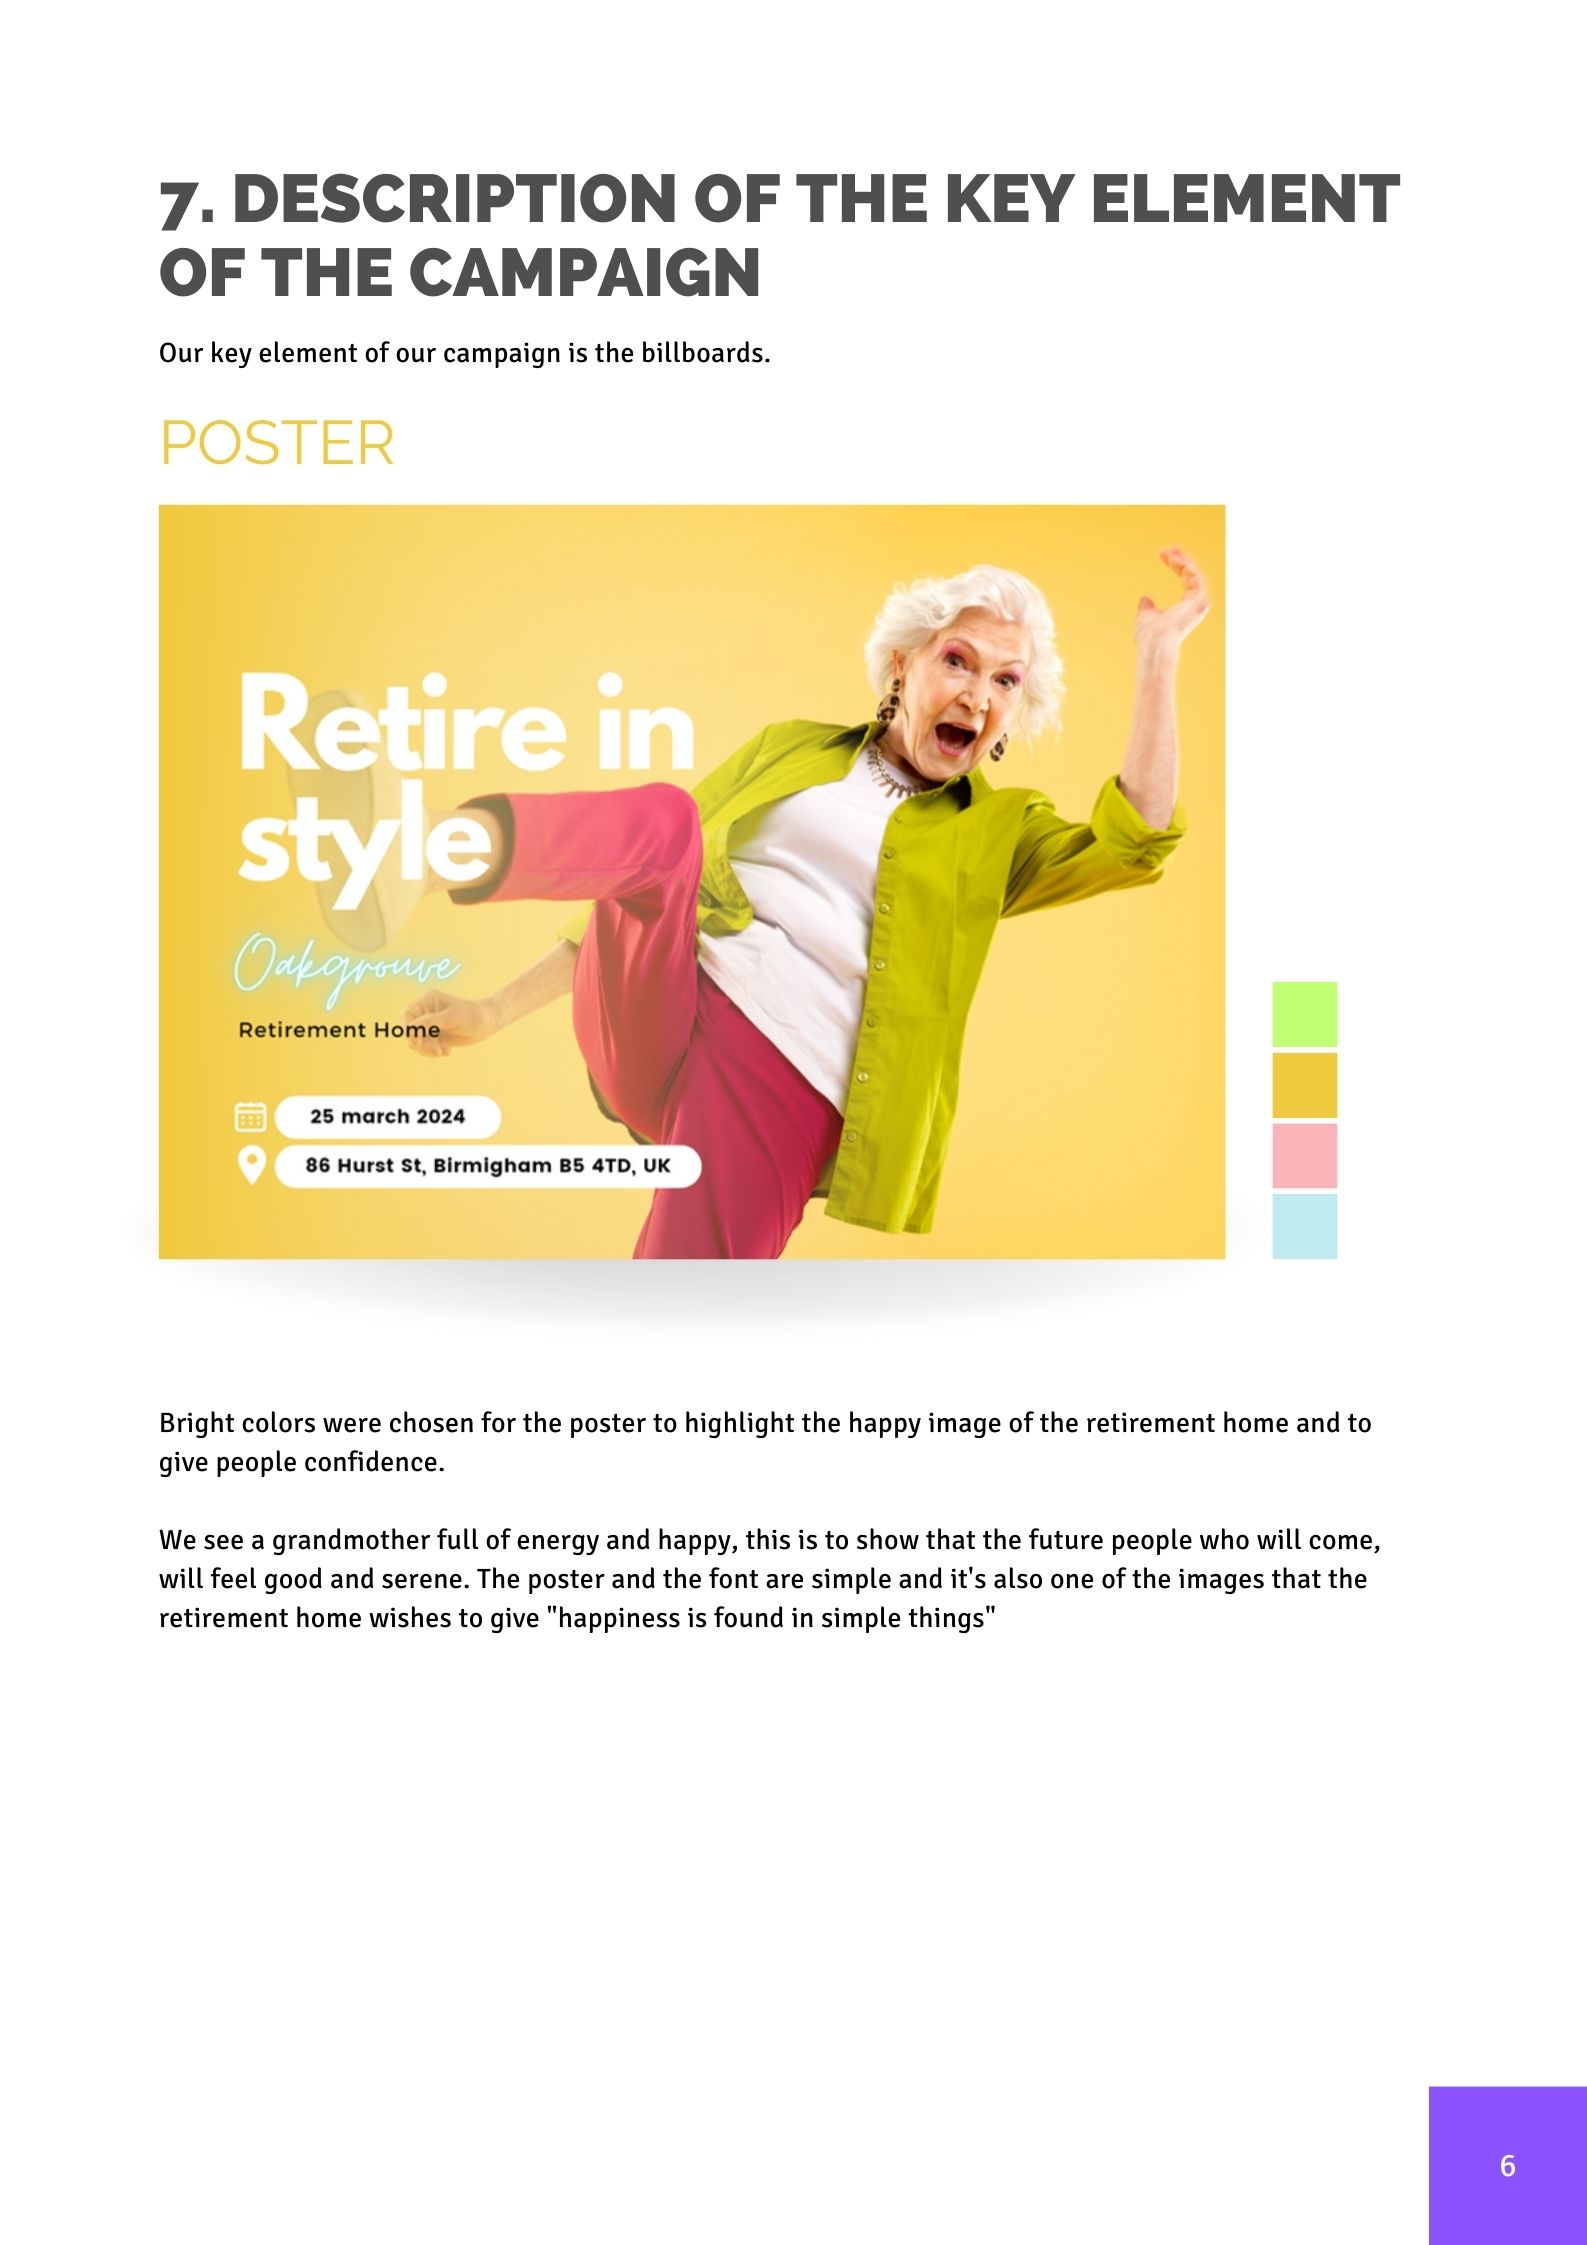 7. DESCRIPTION OF THE KEY ELEMENT
OF THE CAMPAIGN
Our key element of our campaign is the billboards.
POSTER
Retire in
style
Oakgrouve
Retirement Home
25 march 2024
86 Hurst St, Birmigham B5 4TD, UK
Bright colors were chosen for the poster to highlight the happy image of the retirement home and to
give people confidence.
We see a grandmother full of energy and happy, this is to show that the future people who will come,
will feel good and serene. The poster and the font are simple and it's also one of the images that the
retirement home wishes to give "happiness is found in simple things"
6